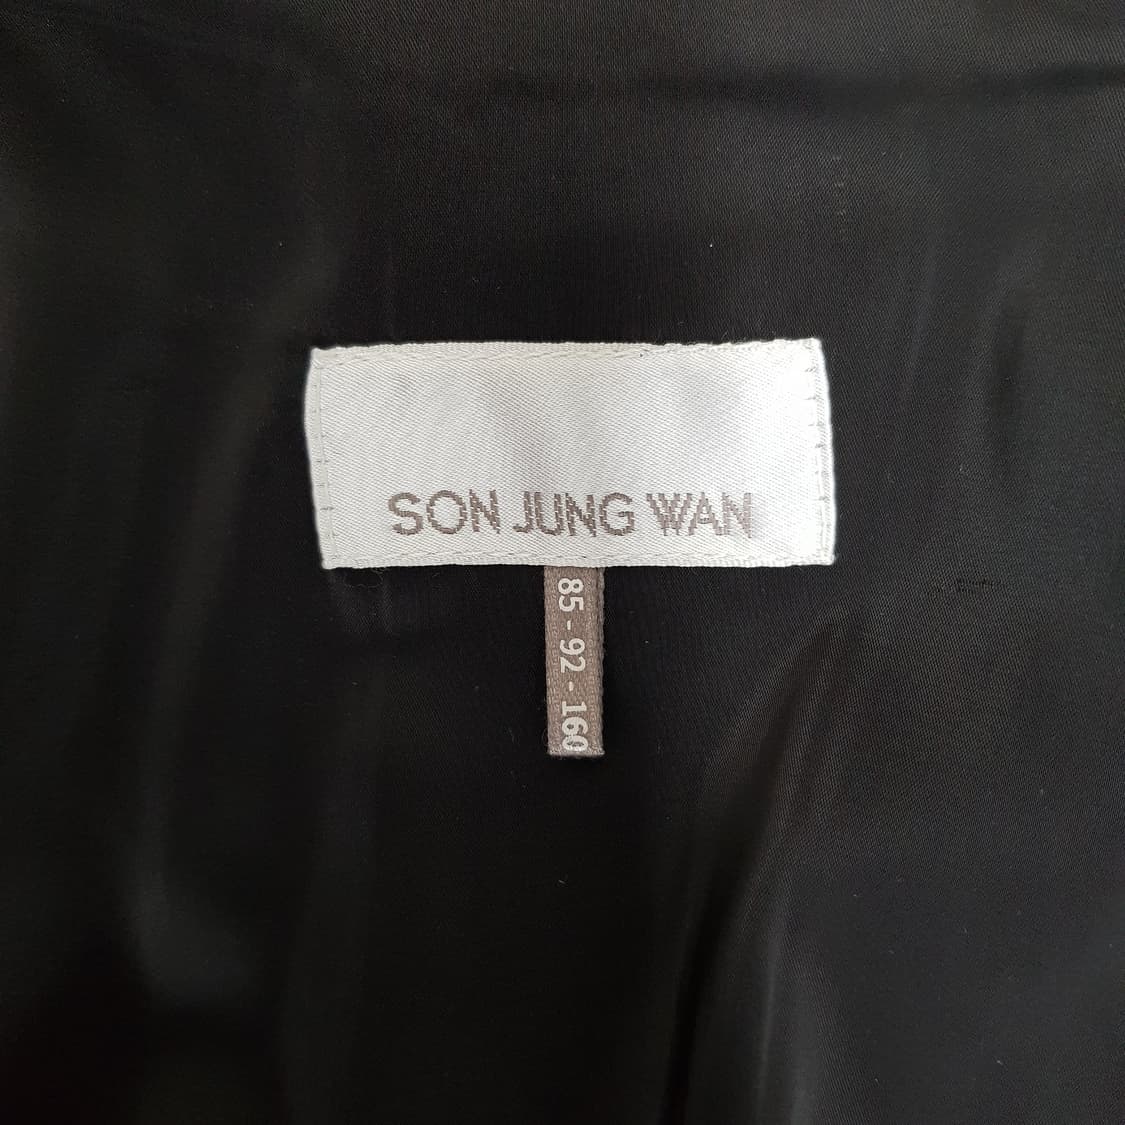 SON JUNG WAN
85 - 92 - 160